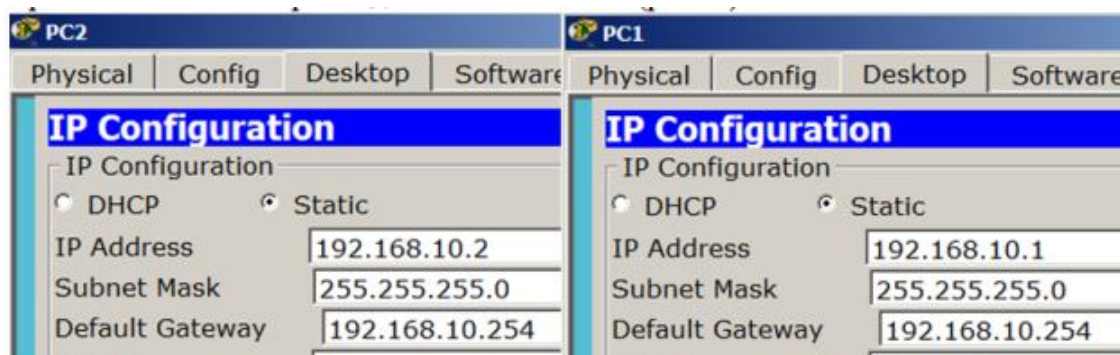 PC2
Physical Config Desktop Software
IP Configuration
IP Configuration
DHCP Static
IP Address 192.168.10.2
Subnet Mask 255.255.255.0
Default Gateway 192.168.10.254
PC1
Physical Config Desktop Software
IP Configuration
IP Configuration
DHCP Static
IP Address 192.168.10.1
Subnet Mask 255.255.255.0
Default Gateway 192.168.10.254